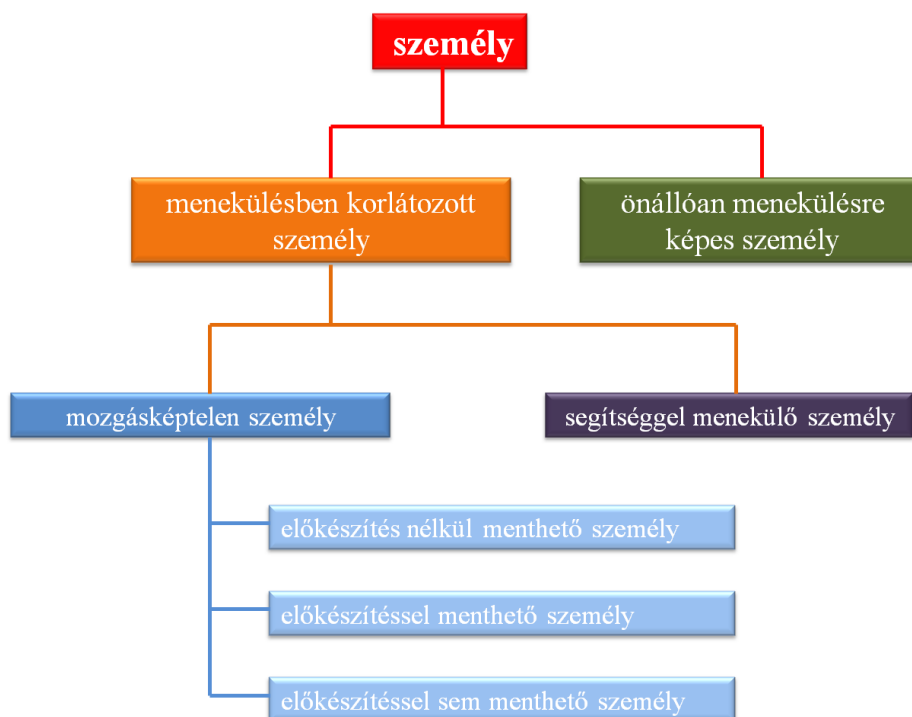 személy
menekülésben korlátozott
személy
önállóan menekülésre
képes személy
mozgásképtelen személy
segítséggel menekülő személy
előkészítés nélkül menthető személy
előkészítéssel menthető személy
előkészítéssel sem menthető személy